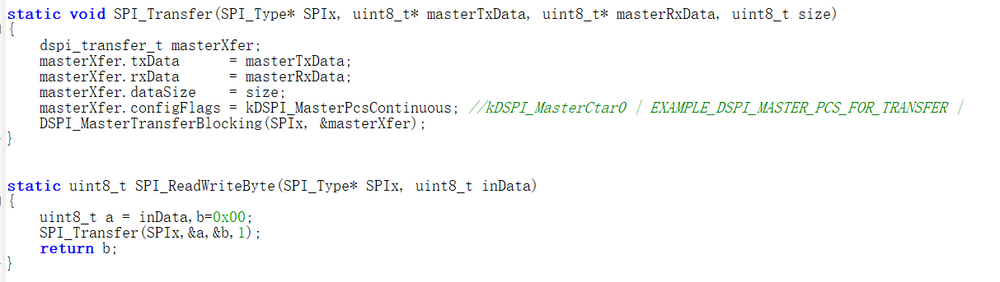 static void SPI_Transfer(SPI_Type* SPIx, uint8_t* masterTxData, uint8_t* masterRxData, uint8_t size)
{
    dspi_transfer_t masterXfer;
    masterXfer.txData      = masterTxData;
    masterXfer.rxData      = masterRxData;
    masterXfer.dataSize    = size;
    masterXfer.configFlags = kDSPI_MasterPcsContinuous; //kDSPI_MasterCtar0 | EXAMPLE_DSPI_MASTER_PCS_FOR_TRANSFER |
    DSPI_MasterTransferBlocking(SPIx, &masterXfer);
}
static uint8_t SPI_ReadWriteByte(SPI_Type* SPIx, uint8_t inData)
{
    uint8_t a = inData,b=0x00;
    SPI_Transfer(SPIx,&a,&b,1);
    return b;
}